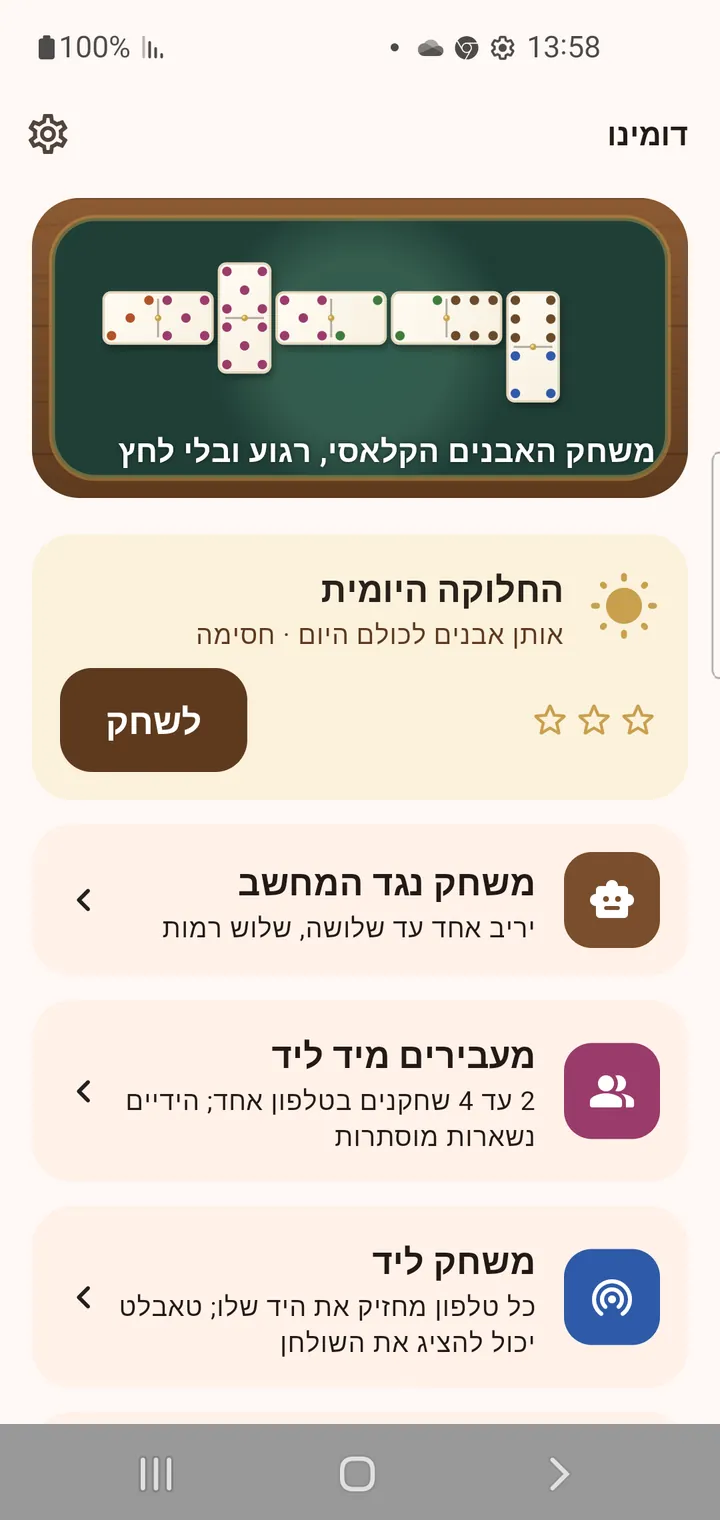 100% 13:58
דומינו
משחק האבנים הקלאסי, רגוע ובלי לחץ
החלוקה היומית
אותן אבנים לכולם היום · חסימה
לשחק
משחק נגד המחשב
יריב אחד עד שלושה, שלוש רמות
מעבירים מיד ליד
2 עד 4 שחקנים בטלפון אחד; הידיים
נשארות מוסתרות
משחק ליד
כל טלפון מחזיק את היד שלו; טאבלט
יכול להציג את השולחן